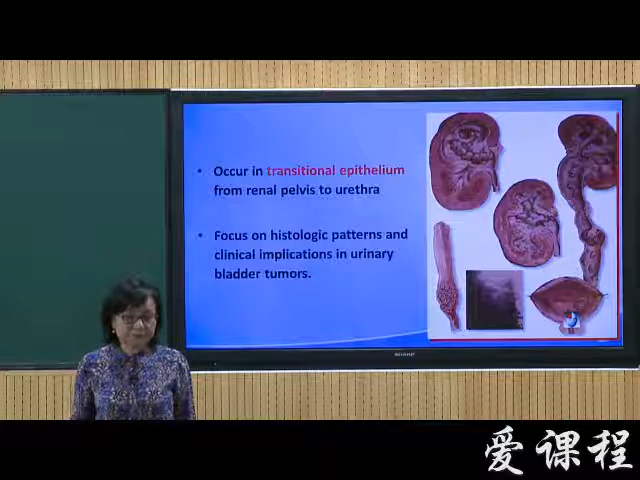 • Occur in transitional epithelium
from renal pelvis to urethra
• Focus on histologic patterns and
clinical implications in urinary
bladder tumors.
SHARP
爱课程